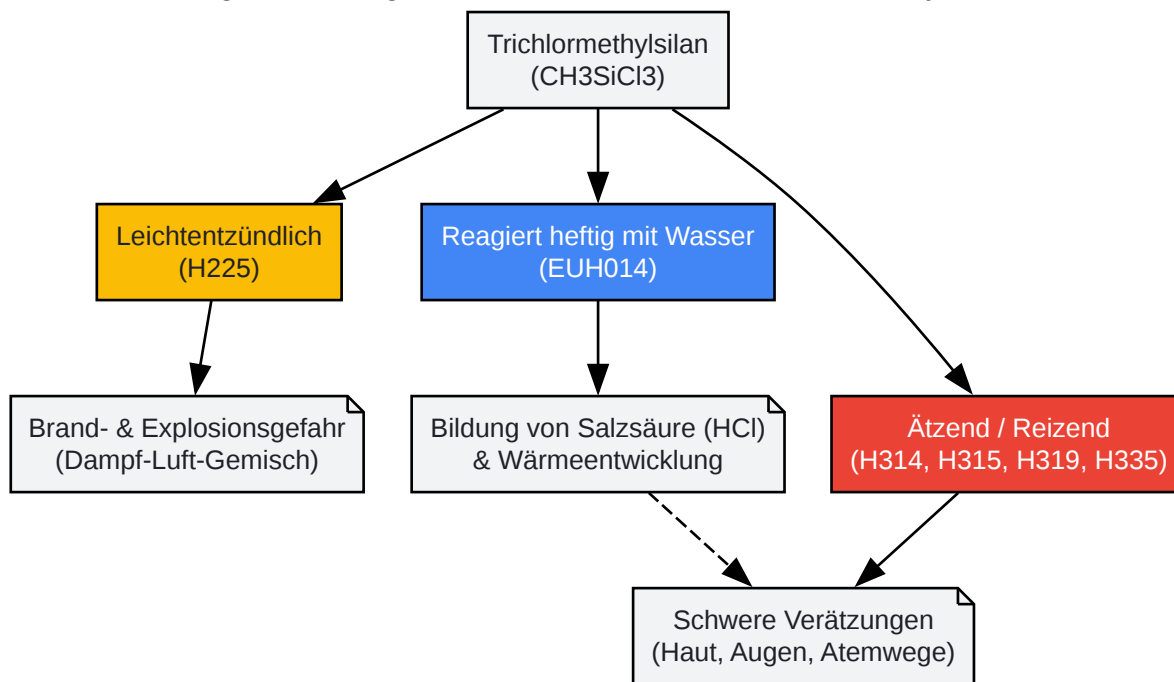 Trichlormethylsilan
(CH3SiCl3)
Leichtentzündlich
(H225)
Reagiert heftig mit Wasser
(EUH014)
Brand- & Explosionsgefahr
(Dampf-Luft-Gemisch)
Bildung von Salzsäure (HCl)
& Wärmeentwicklung
Ätzend / Reizend
(H314, H315, H319, H335)
Schwere Verätzungen
(Haut, Augen, Atemwege)